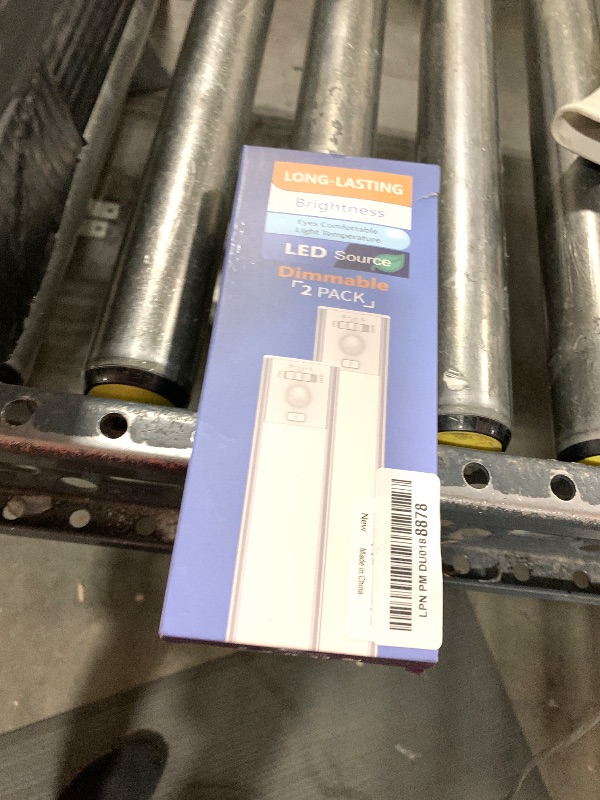 LONG-LASTING
Brightness
Eyes Comfortable
Light Temperature
LED Source
Dimmable
2 PACK
New
Made in China
LPN PM DU0188878